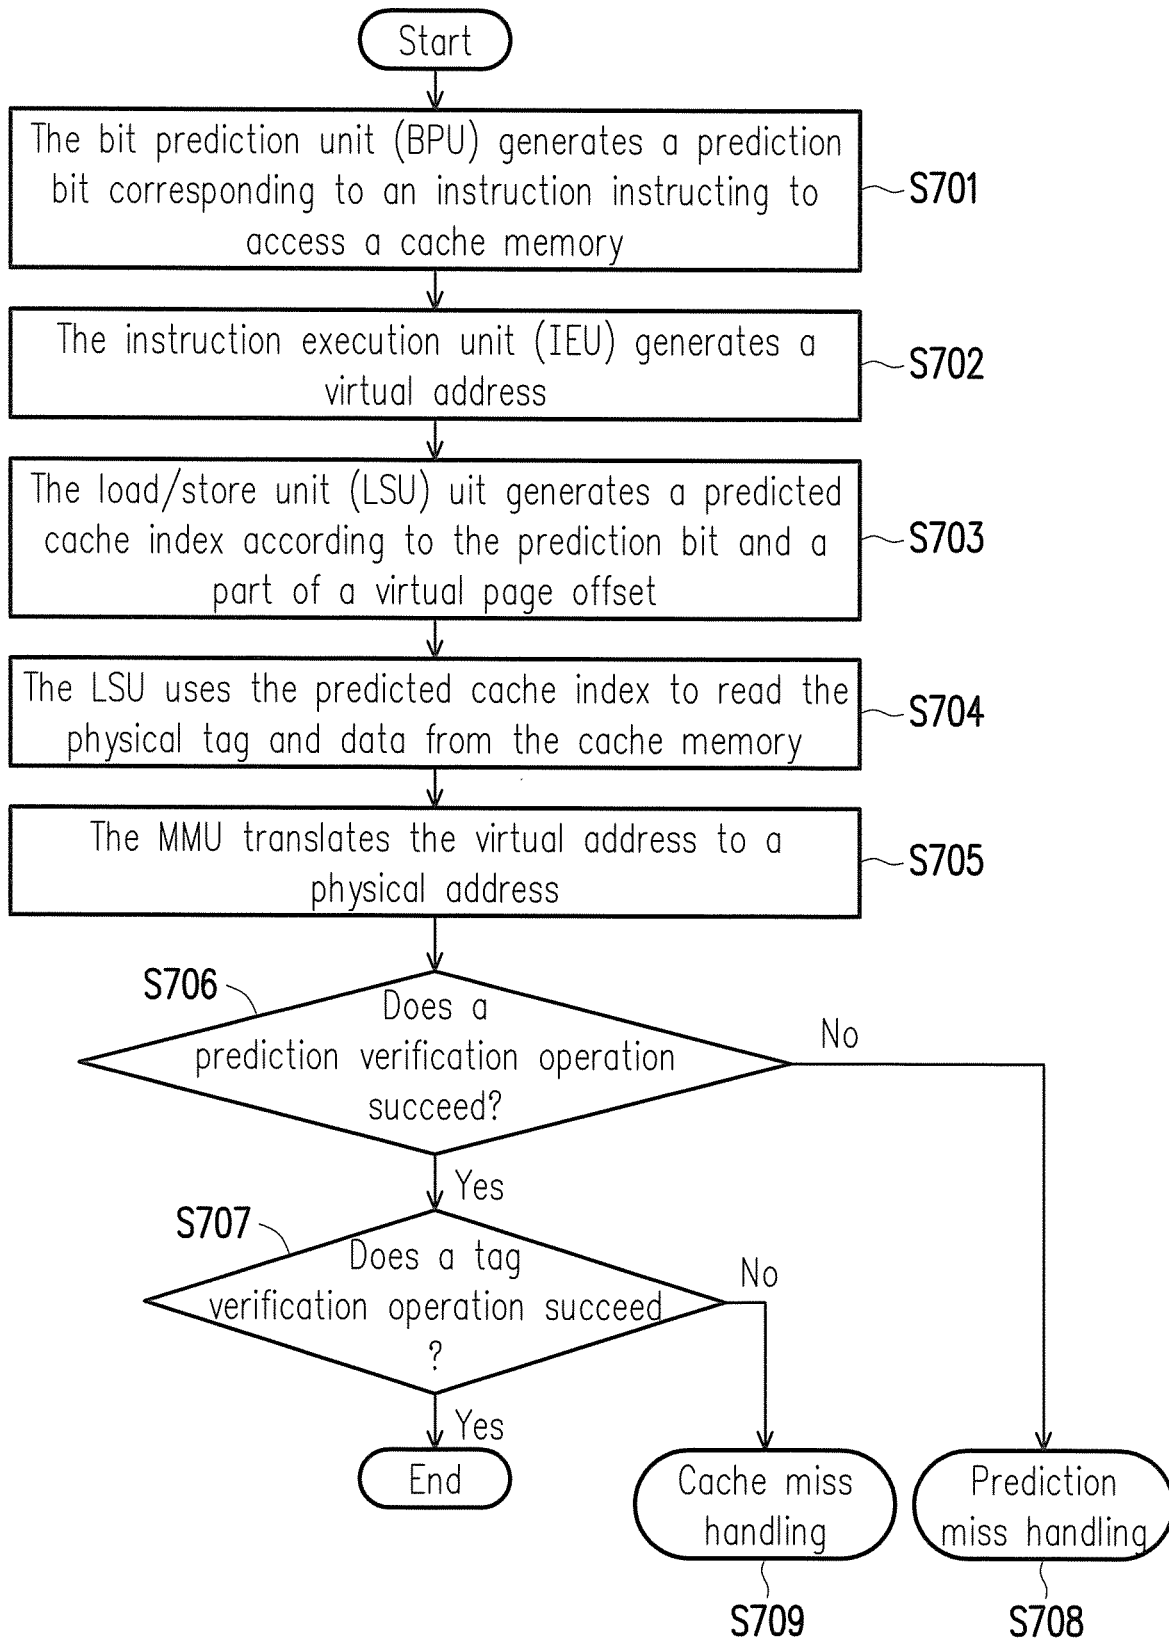 Start
The bit prediction unit (BPU) generates a prediction
bit corresponding to an instruction instructing to
access a cache memory
S701
The instruction execution unit (IEU) generates a
virtual address
S702
The load/store unit (LSU) uit generates a predicted
cache index according to the prediction bit and a
part of a virtual page offset
S703
The LSU uses the predicted cache index to read the
physical tag and data from the cache memory
S704
The MMU translates the virtual address to a
physical address
S705
S706
Does a
prediction verification operation
succeed?
No
Yes
S707
Does a tag
verification operation succeed
?
No
Yes
End
Cache miss
handling
S709
Prediction
miss handling
S708